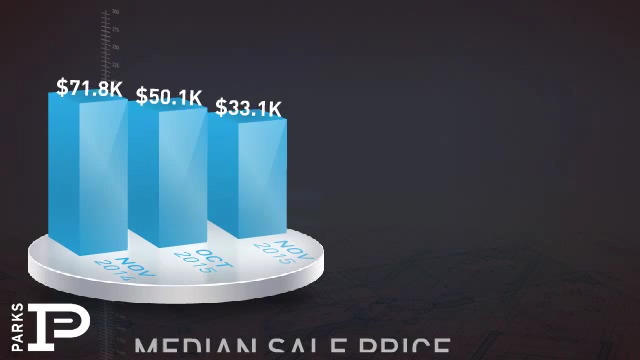 $71.8K
$50.1K
$33.1K
NOV
2014
OCT
2015
NOV
2015
PARKS
P
MEDIAN SALE PRICE